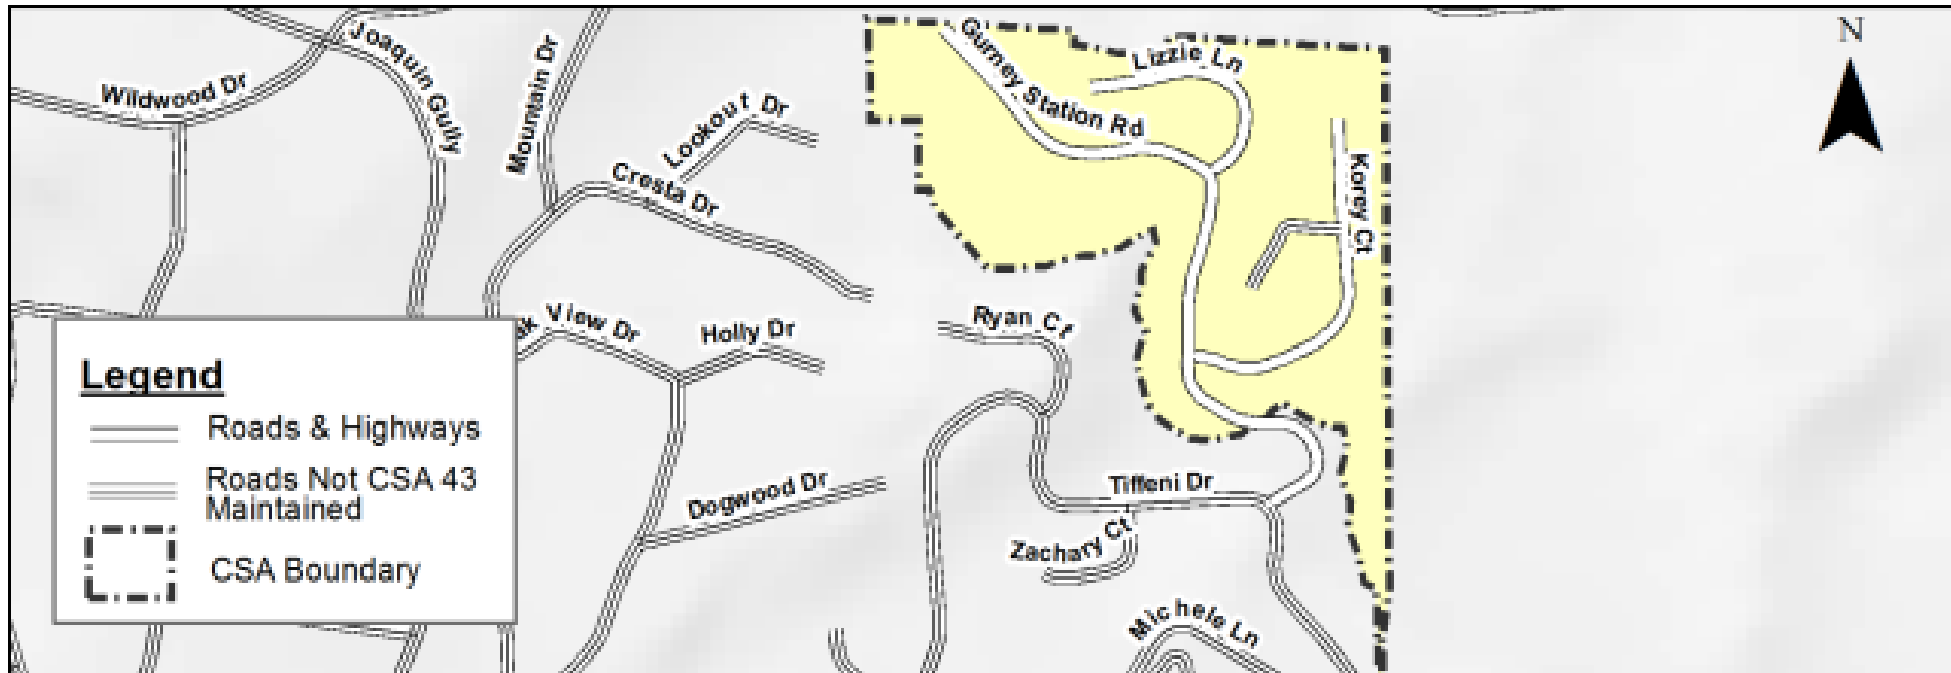 N
Joaquin Gully
Wildwood Dr
Mountain Dr
Lookout Dr
Cresta Dr
Gurney Station Rd
Lizzie Ln
Korey Ct
View Dr
Holly Dr
Ryan Ct
Legend
Roads & Highways
Roads Not CSA 43
Maintained
CSA Boundary
Dogwood Dr
Tiffeni Dr
Zachary Ct
Michele Ln